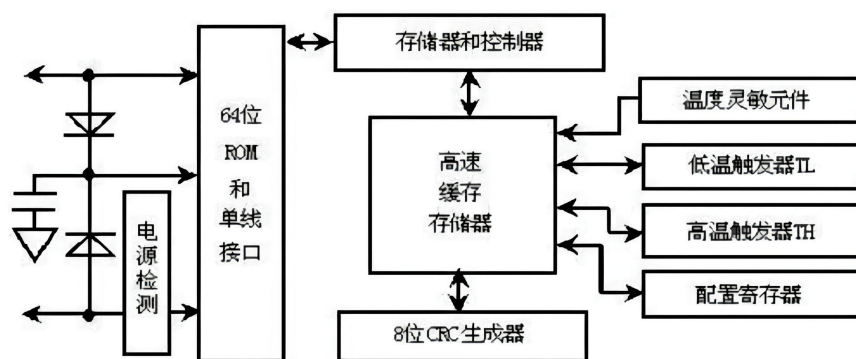 存储器和控制器
64位
ROM
和
单线
接口
电
源
检
测
高速
缓存
存储器
温度灵敏元件
低温触发器TL
高温触发器TH
配置寄存器
8位CRC生成器